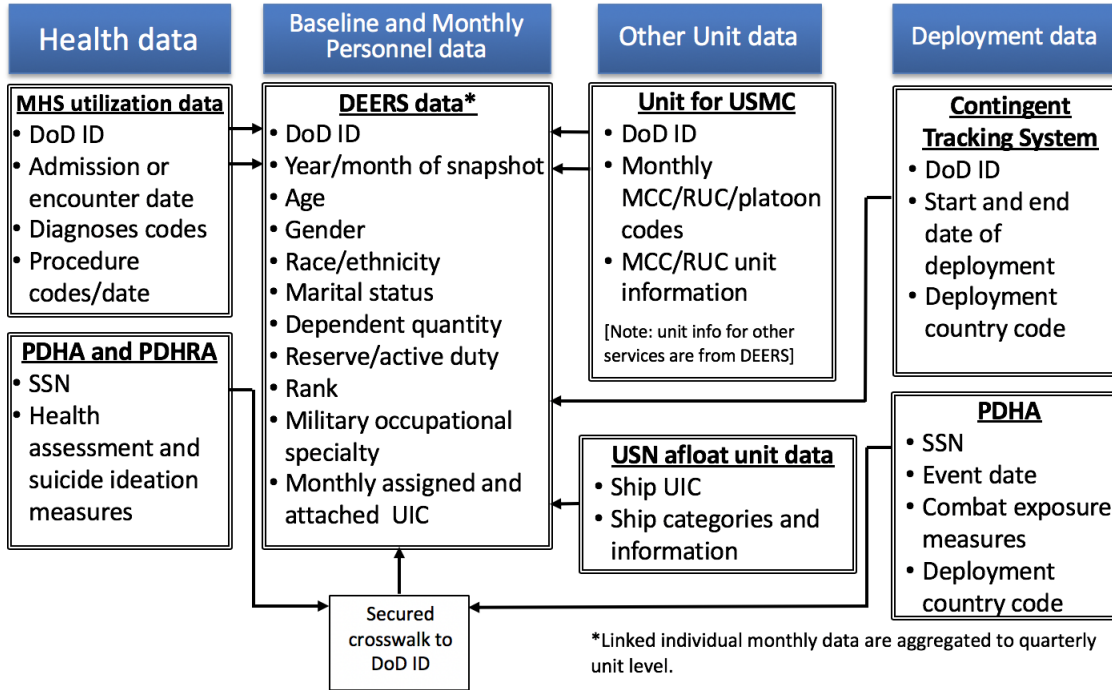 Health data
MHS utilization data
• DoD ID
• Admission or
encounter date
• Diagnoses codes
• Procedure
codes/date
PDHA and PDHRA
• SSN
• Health
assessment and
suicide ideation
measures
Baseline and Monthly
Personnel data
DEERS data*
• DoD ID
• Year/month of snapshot
• Age
• Gender
• Race/ethnicity
• Marital status
• Dependent quantity
• Reserve/active duty
• Rank
• Military occupational
specialty
• Monthly assigned and
attached UIC
Secured
crosswalk to
DoD ID
Other Unit data
Unit for USMC
• DoD ID
• Monthly
MCC/RUC/platoon
codes
• MCC/RUC unit
information
[Note: unit info for other
services are from DEERS]
USN afloat unit data
• Ship UIC
• Ship categories and
information
Deployment data
Contingent
Tracking System
• DoD ID
• Start and end
date of
deployment
• Deployment
country code
PDHA
• SSN
• Event date
• Combat exposure
measures
• Deployment
country code
*Linked individual monthly data are aggregated to quarterly
unit level.